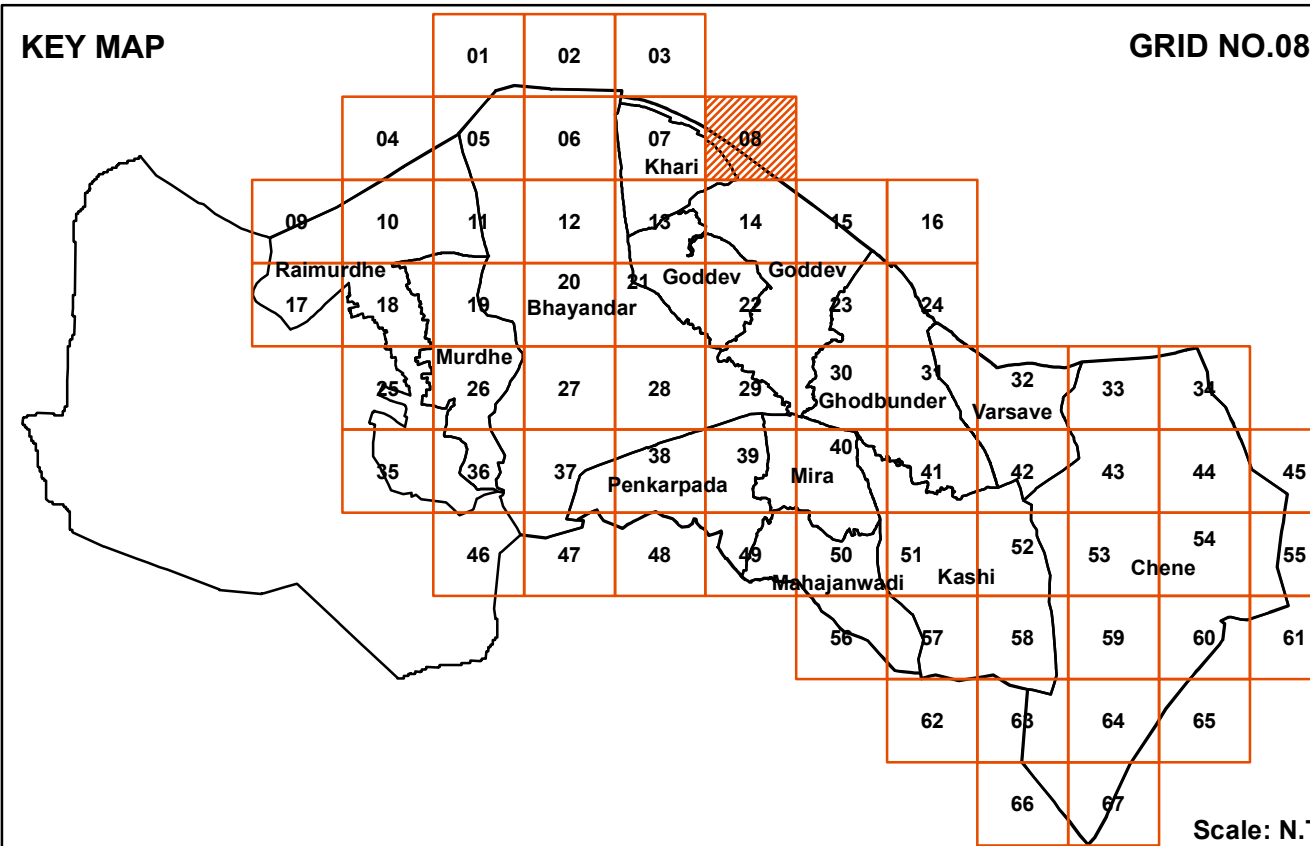 KEY MAP
GRID NO.08
01 02 03
04 05 06 07 08
Khari
09 10 11 12 13 14 15 16
Raimurdhe Goddev Goddev
17 18 19 20 21 22 23 24
Bhayandar
Murdhe
25 26 27 28 29 30 31 32 33 34
Ghodbunder Varsave
35 36 37 38 39 40 41 42 43 44 45
Penkarpada Mira
46 47 48 49 50 51 52 53 54 55
Mahajanwadi Kashi Chene
56 57 58 59 60 61
62 63 64 65
66 67
Scale: N.